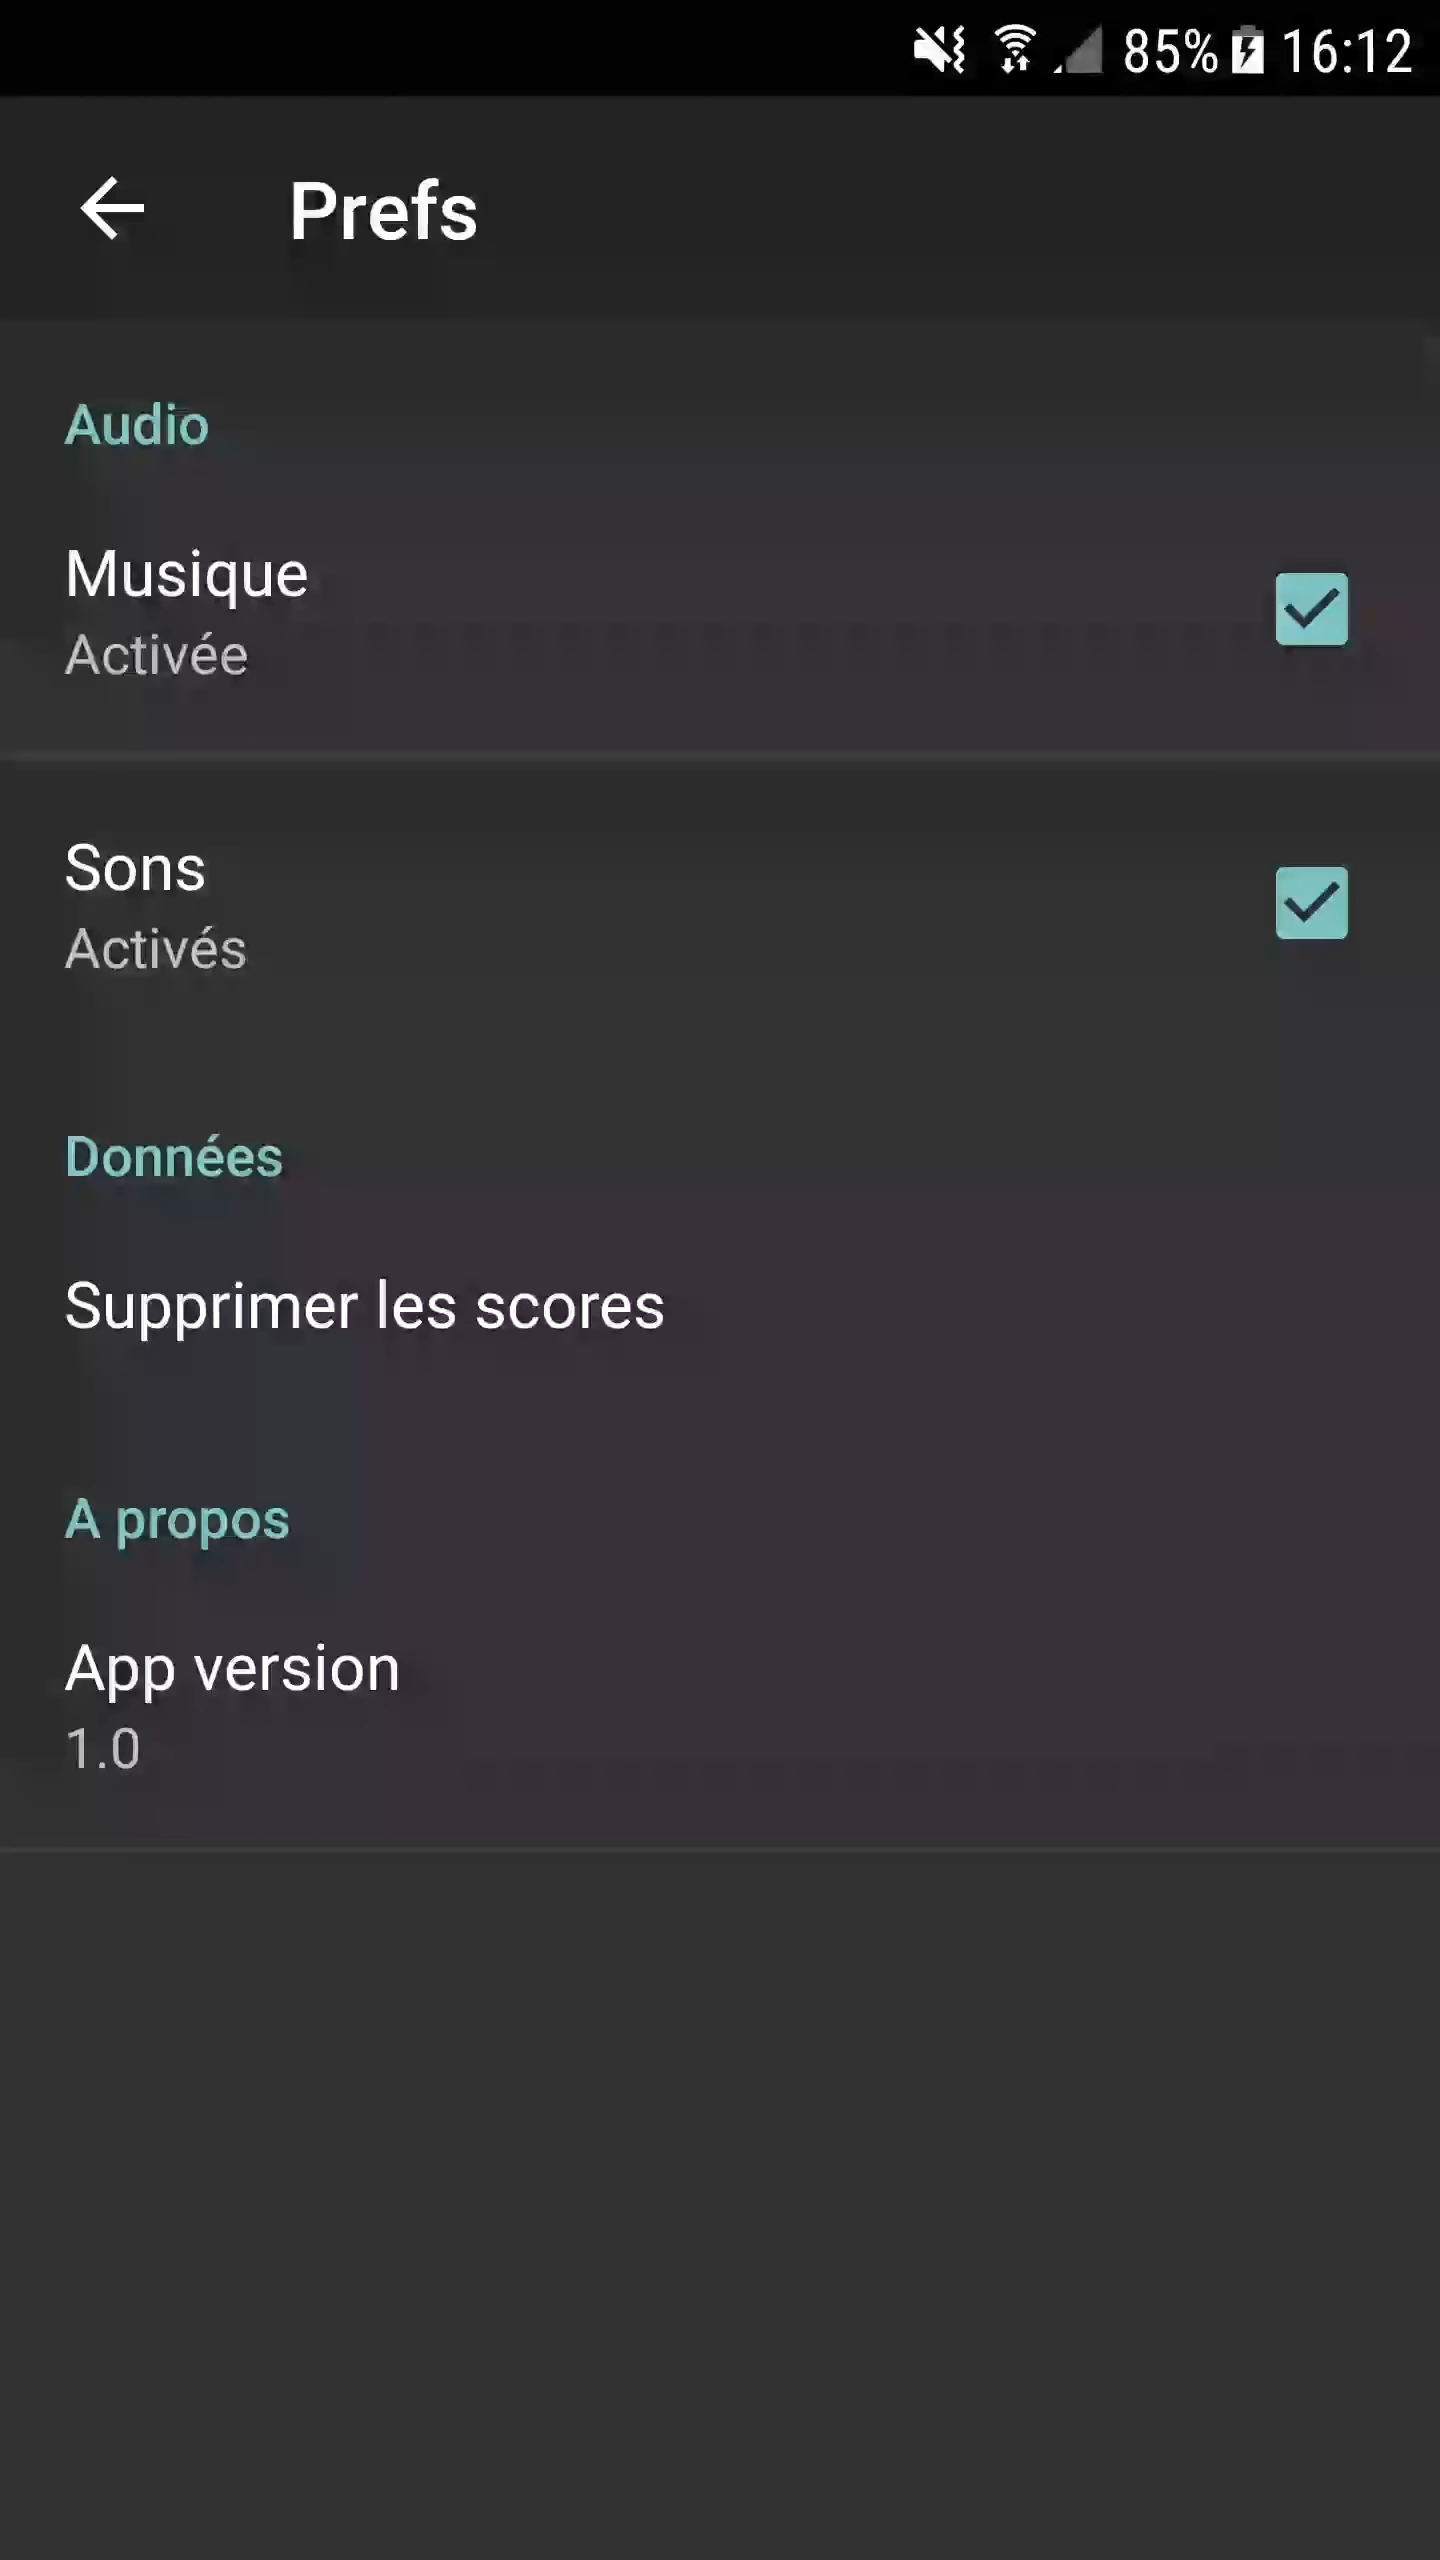 85% 16:12
Prefs
Audio
Musique
Activée
Sons
Activés
Données
Supprimer les scores
A propos
App version
1.0